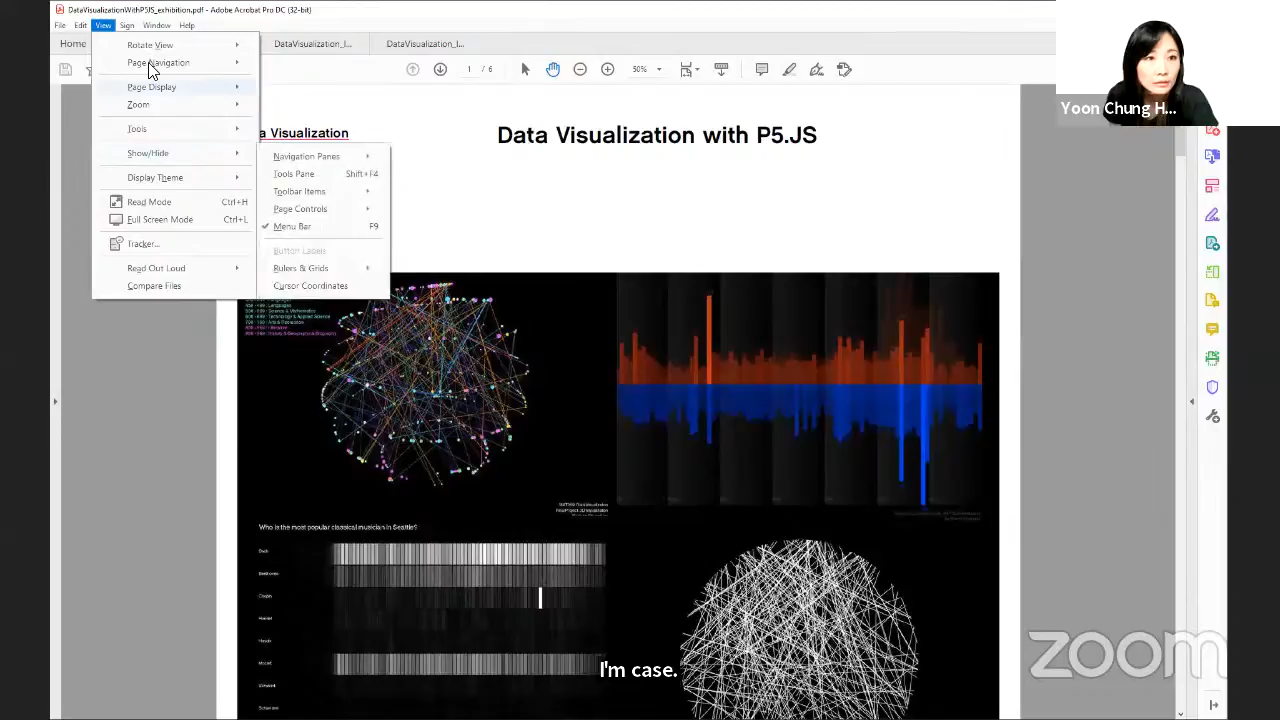 DataVisualizationWithP5JS_exhibition.pdf - Adobe Acrobat Pro DC (32-bit)
File Edit View Sign Window Help
Home
DataVisualization_I...
DataVisualization_I...
1 / 6
50%
Rotate View
Page Navigation
Page Display
Zoom
Tools
Show/Hide
Display Theme
Read Mode Ctrl+H
Full Screen Mode Ctrl+L
Tracker...
Read Out Loud
Compare Files
Navigation Panes
Tools Pane Shift+F4
Toolbar Items
Page Controls
Menu Bar F9
Button Labels
Rulers & Grids
Cursor Coordinates
a Visualization
Data Visualization with P5.JS
Yoon Chung H...
Who is the most popular classical musician in Seattle?
Bach
Beethoven
Chopin
Mozart
I'm case.
zoom